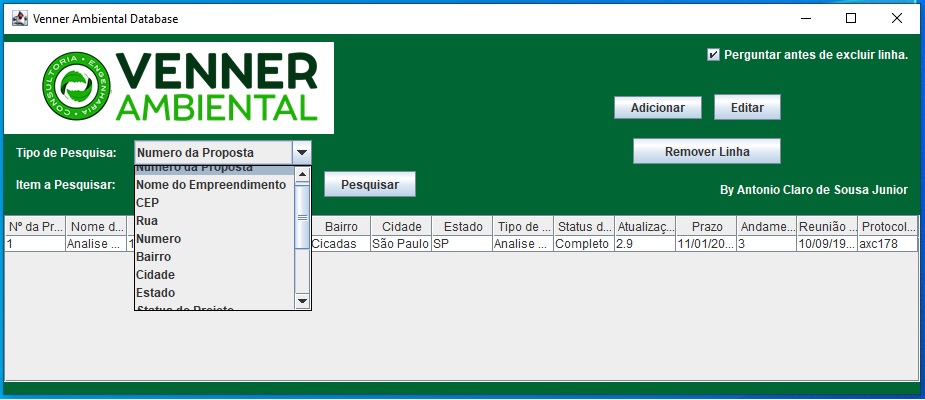 Venner Ambiental Database
CONSULTORIA • ENGENHARIA •
VENNER
AMBIENTAL
Perguntar antes de excluir linha.
Adicionar Editar
Tipo de Pesquisa: Numero da Proposta
Remover Linha
Numero da Proposta
Item a Pesquisar: Nome do Empreendimento Pesquisar
By Antonio Claro de Sousa Junior
CEP
Rua
Numero
Bairro
Cidade
Estado
Status do Projeto
Nº da Pr... Nome d... Bairro Cidade Estado Tipo de ... Status d... Atualizaç... Prazo Andame... Reunião ... Protocol...
1 Analise ... 1 Cicadas São Paulo SP Analise ... Completo 2.9 11/01/20... 3 10/09/19... axc178